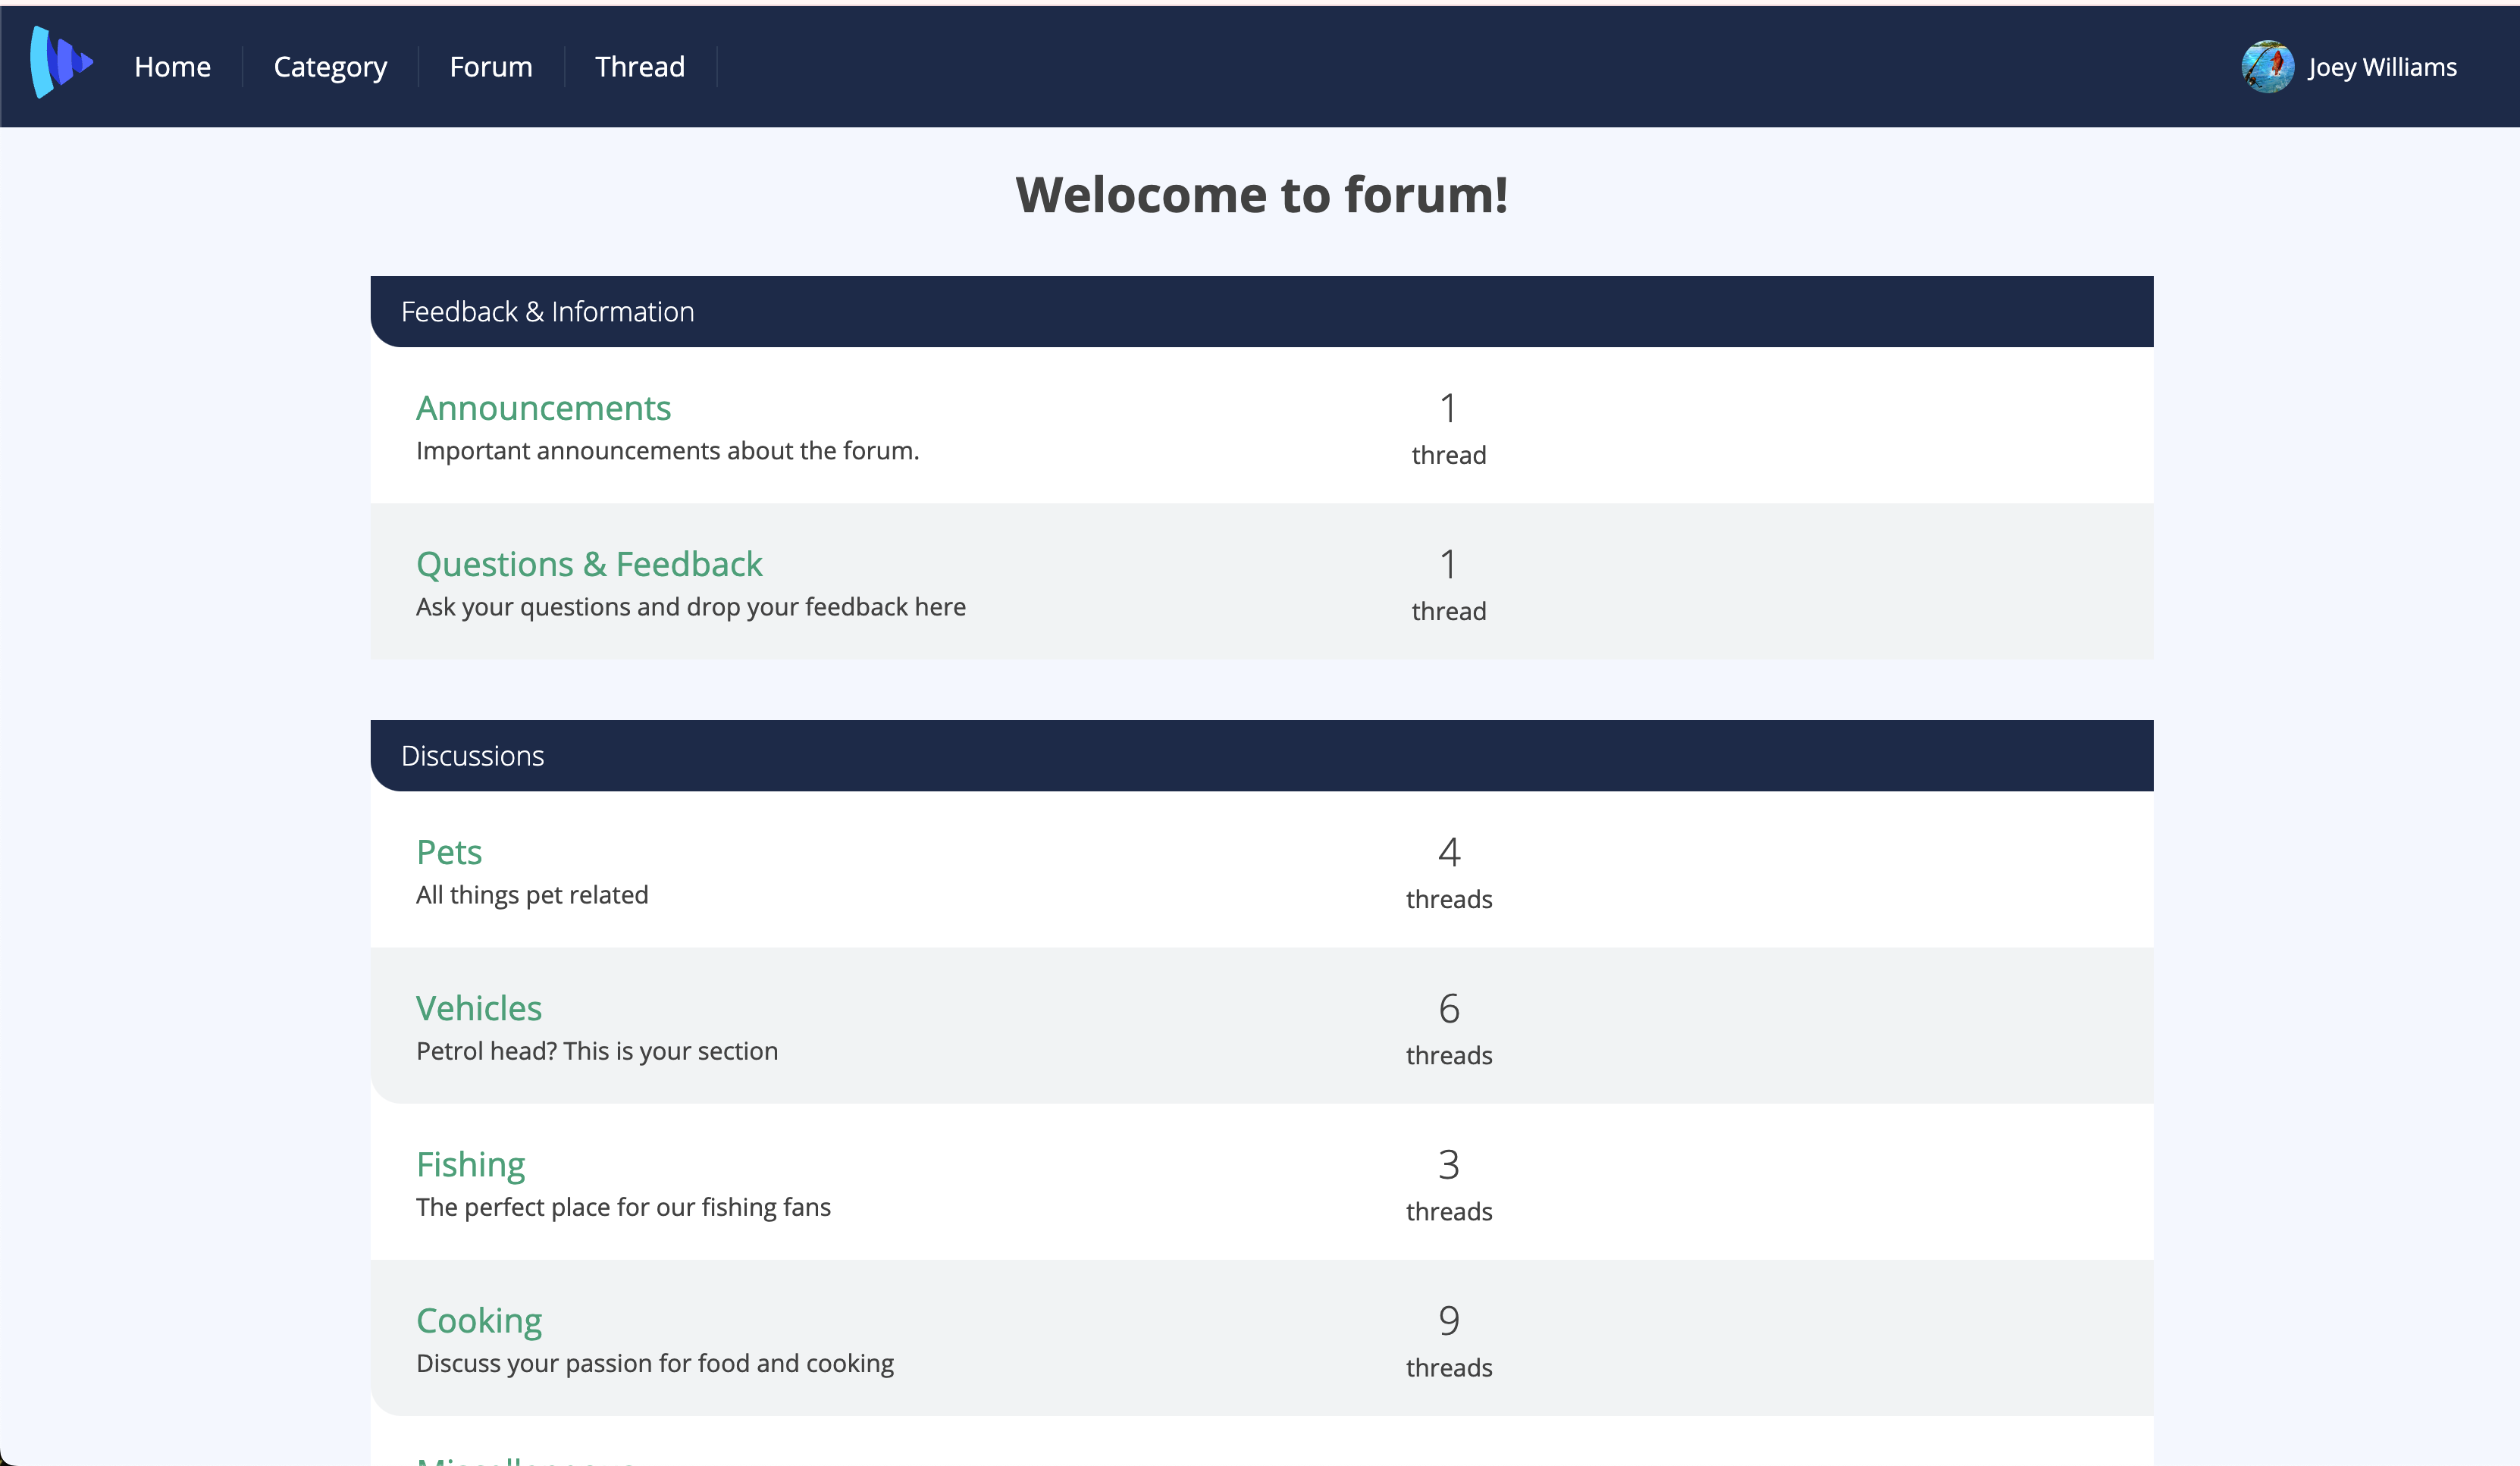 Home Category Forum Thread Joey Williams
Welocome to forum!
Feedback & Information
Announcements
Important announcements about the forum.
1
thread
Questions & Feedback
Ask your questions and drop your feedback here
1
thread
Discussions
Pets
All things pet related
4
threads
Vehicles
Petrol head? This is your section
6
threads
Fishing
The perfect place for our fishing fans
3
threads
Cooking
Discuss your passion for food and cooking
9
threads